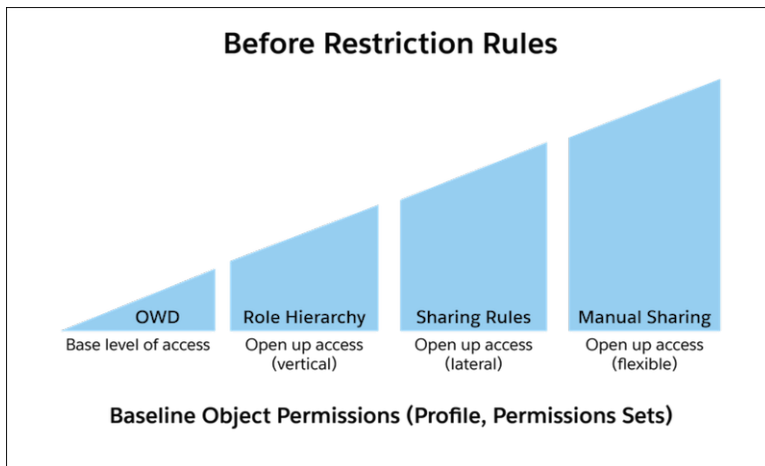 Before Restriction Rules
OWD
Role Hierarchy
Sharing Rules
Manual Sharing
Base level of access
Open up access
(vertical)
Open up access
(lateral)
Open up access
(flexible)
Baseline Object Permissions (Profile, Permissions Sets)